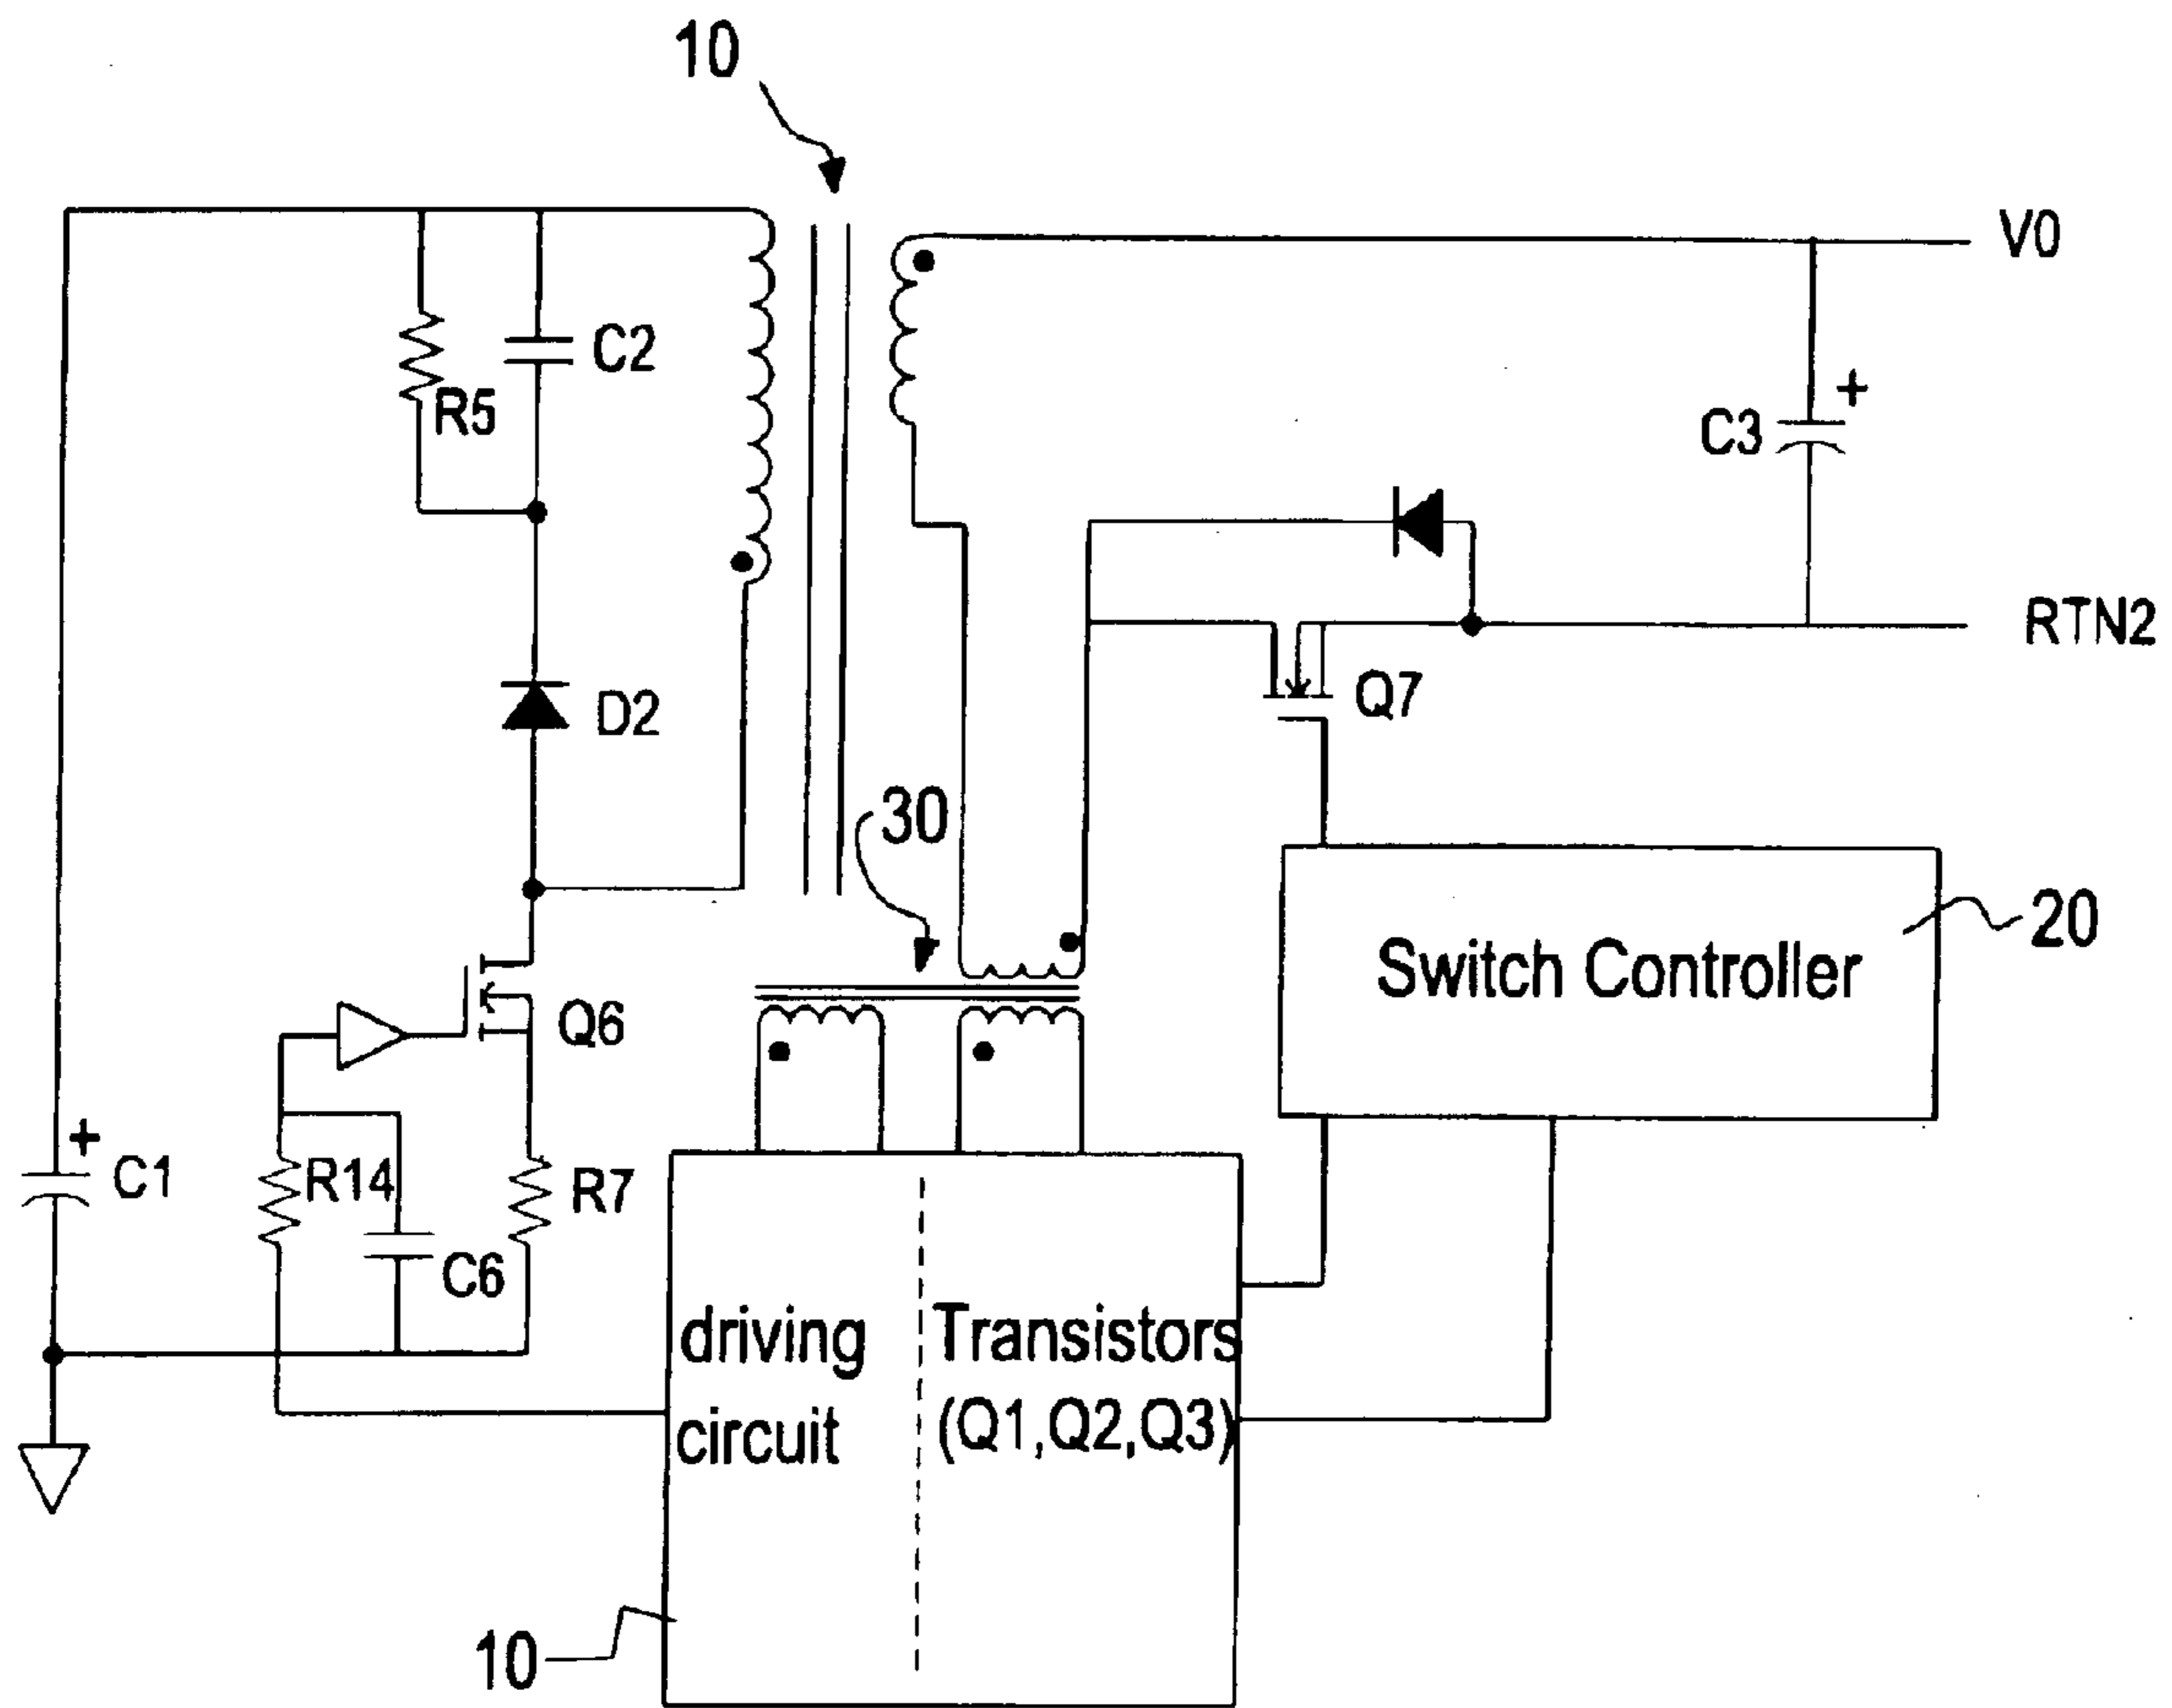 10
V0
C2
R5
+
C3
RTN2
Q7
D2
30
20
Switch Controller
Q6
+
C1
R14
R7
C6
driving
circuit
Transistors
(Q1,Q2,Q3)
10